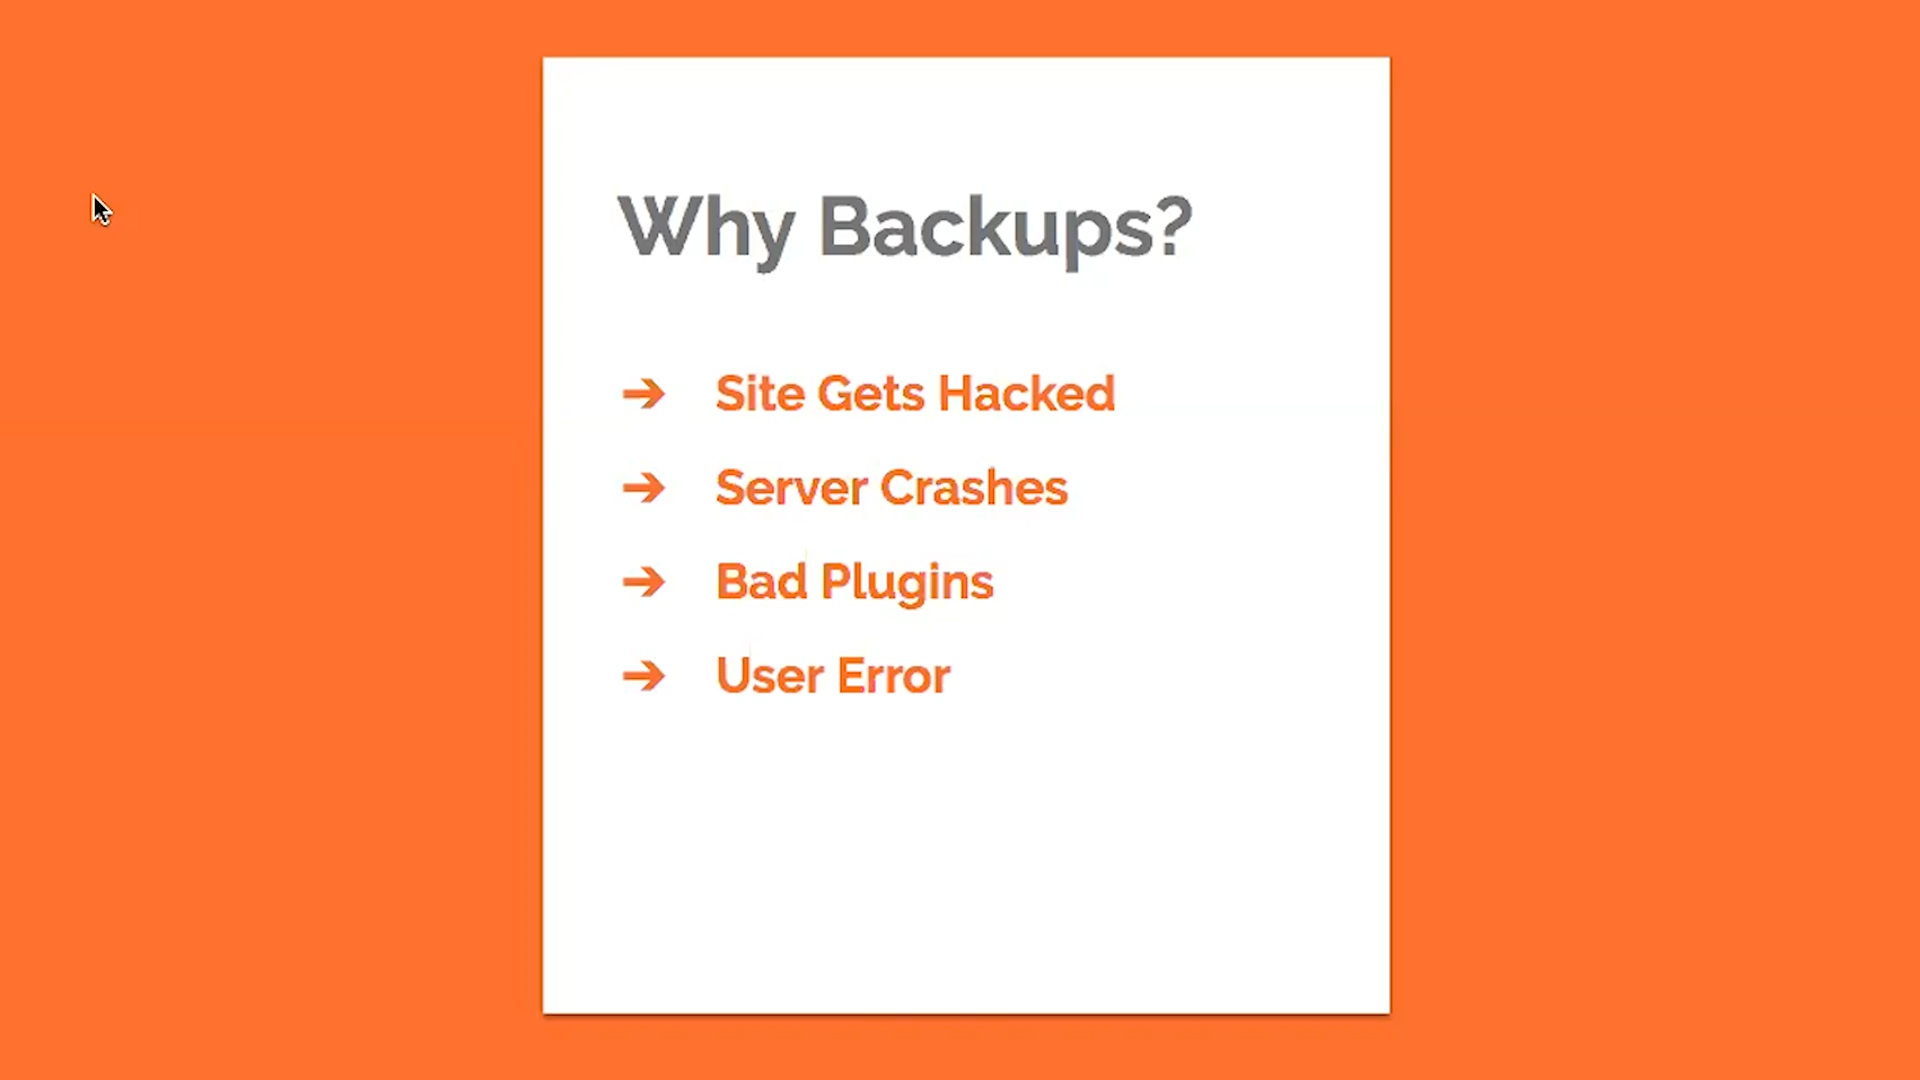 Why Backups?
➔ Site Gets Hacked
➔ Server Crashes
➔ Bad Plugins
➔ User Error